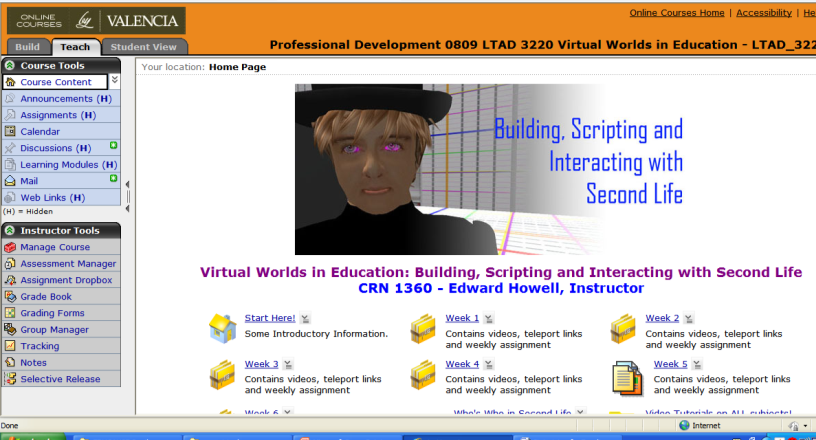 ONLINE COURSES VALENCIA
Online Courses Home | Accessibility |
Build Teach Student View
Professional Development 0809 LTAD 3220 Virtual Worlds in Education - LTAD_322
Course Tools
Your location: Home Page
Course Content
Announcements (H)
Assignments (H)
Calendar
Discussions (H)
Learning Modules (H)
Mail
Web Links (H)
(H) = Hidden
Instructor Tools
Manage Course
Assessment Manager
Assignment Dropbox
Grade Book
Grading Forms
Group Manager
Tracking
Notes
Selective Release
Building, Scripting and
Interacting with
Second Life
Virtual Worlds in Education: Building, Scripting and Interacting with Second Life
CRN 1360 - Edward Howell, Instructor
Start Here!
Some Introductory Information.
Week 1
Contains videos, teleport links
and weekly assignment
Week 2
Contains videos, teleport links
and weekly assignment
Week 3
Contains videos, teleport links
and weekly assignment
Week 4
Contains videos, teleport links
and weekly assignment
Week 5
Contains videos, teleport links
and weekly assignment
Week 6
Who's Who in Second Life
Video Tutorials on ALL subjects!
Done
Internet